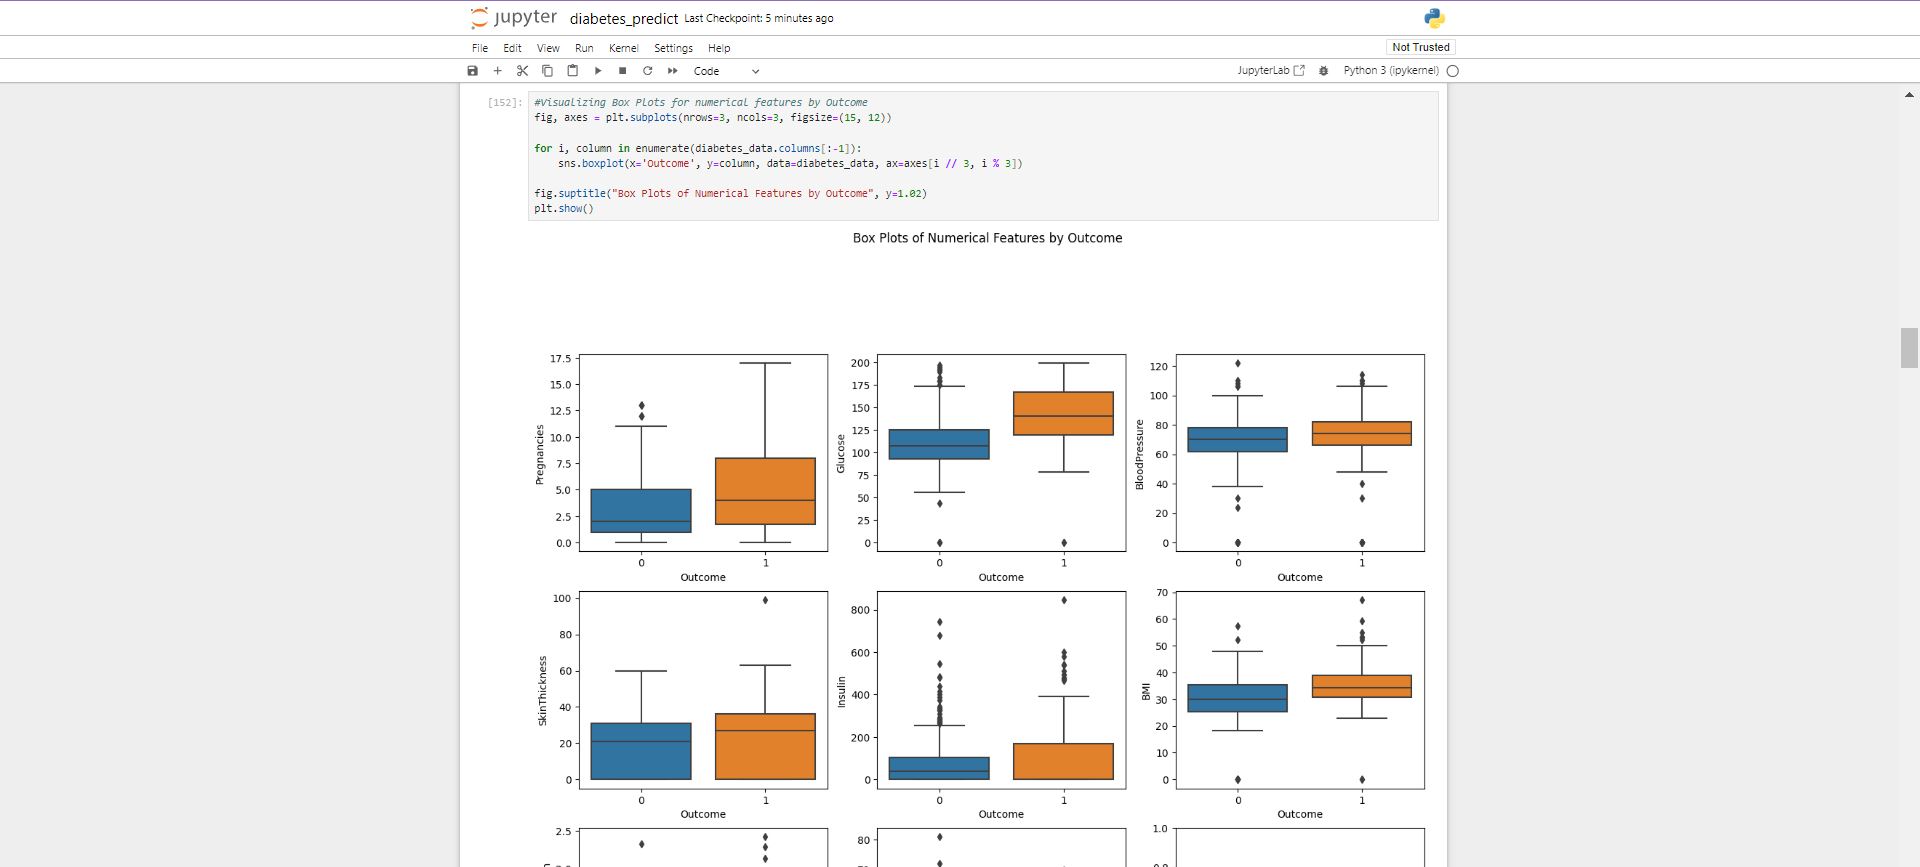 jupyter diabetes_predict Last Checkpoint: 5 minutes ago
File Edit View Run Kernel Settings Help
Not Trusted
Code
JupyterLab
Python 3 (ipykernel)
[152]:
#Visualizing Box Plots for numerical features by Outcome
fig, axes = plt.subplots(nrows=3, ncols=3, figsize=(15, 12))
for i, column in enumerate(diabetes_data.columns[:-1]):
    sns.boxplot(x='Outcome', y=column, data=diabetes_data, ax=axes[i // 3, i % 3])
fig.suptitle("Box Plots of Numerical Features by Outcome", y=1.02)
plt.show()
Box Plots of Numerical Features by Outcome
Pregnancies
17.5
15.0
12.5
10.0
7.5
5.0
2.5
0.0
0 1
Outcome
Glucose
200
175
150
125
100
75
50
25
0
0 1
Outcome
BloodPressure
120
100
80
60
40
20
0
0 1
Outcome
SkinThickness
100
80
60
40
20
0
0 1
Outcome
Insulin
800
600
400
200
0
0 1
Outcome
BMI
70
60
50
40
30
20
10
0
0 1
Outcome
2.5
80
1.0